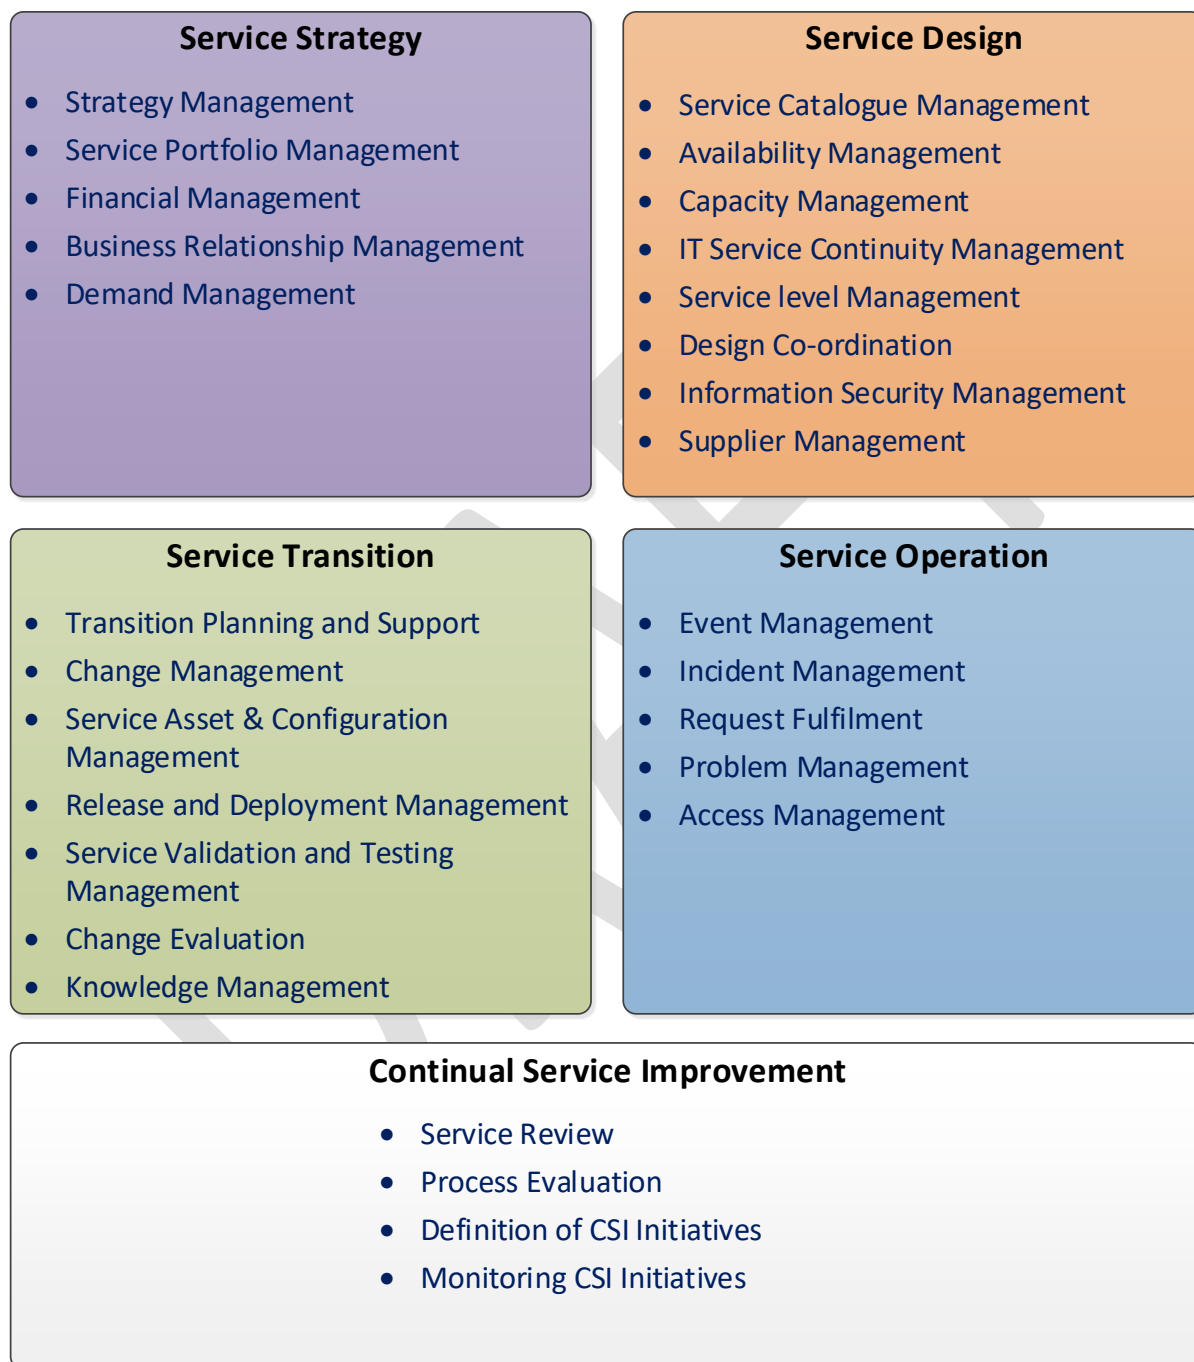 Service Strategy
• Strategy Management
• Service Portfolio Management
• Financial Management
• Business Relationship Management
• Demand Management
Service Design
• Service Catalogue Management
• Availability Management
• Capacity Management
• IT Service Continuity Management
• Service level Management
• Design Co-ordination
• Information Security Management
• Supplier Management
Service Transition
• Transition Planning and Support
• Change Management
• Service Asset & Configuration
Management
• Release and Deployment Management
• Service Validation and Testing
Management
• Change Evaluation
• Knowledge Management
Service Operation
• Event Management
• Incident Management
• Request Fulfilment
• Problem Management
• Access Management
Continual Service Improvement
• Service Review
• Process Evaluation
• Definition of CSI Initiatives
• Monitoring CSI Initiatives